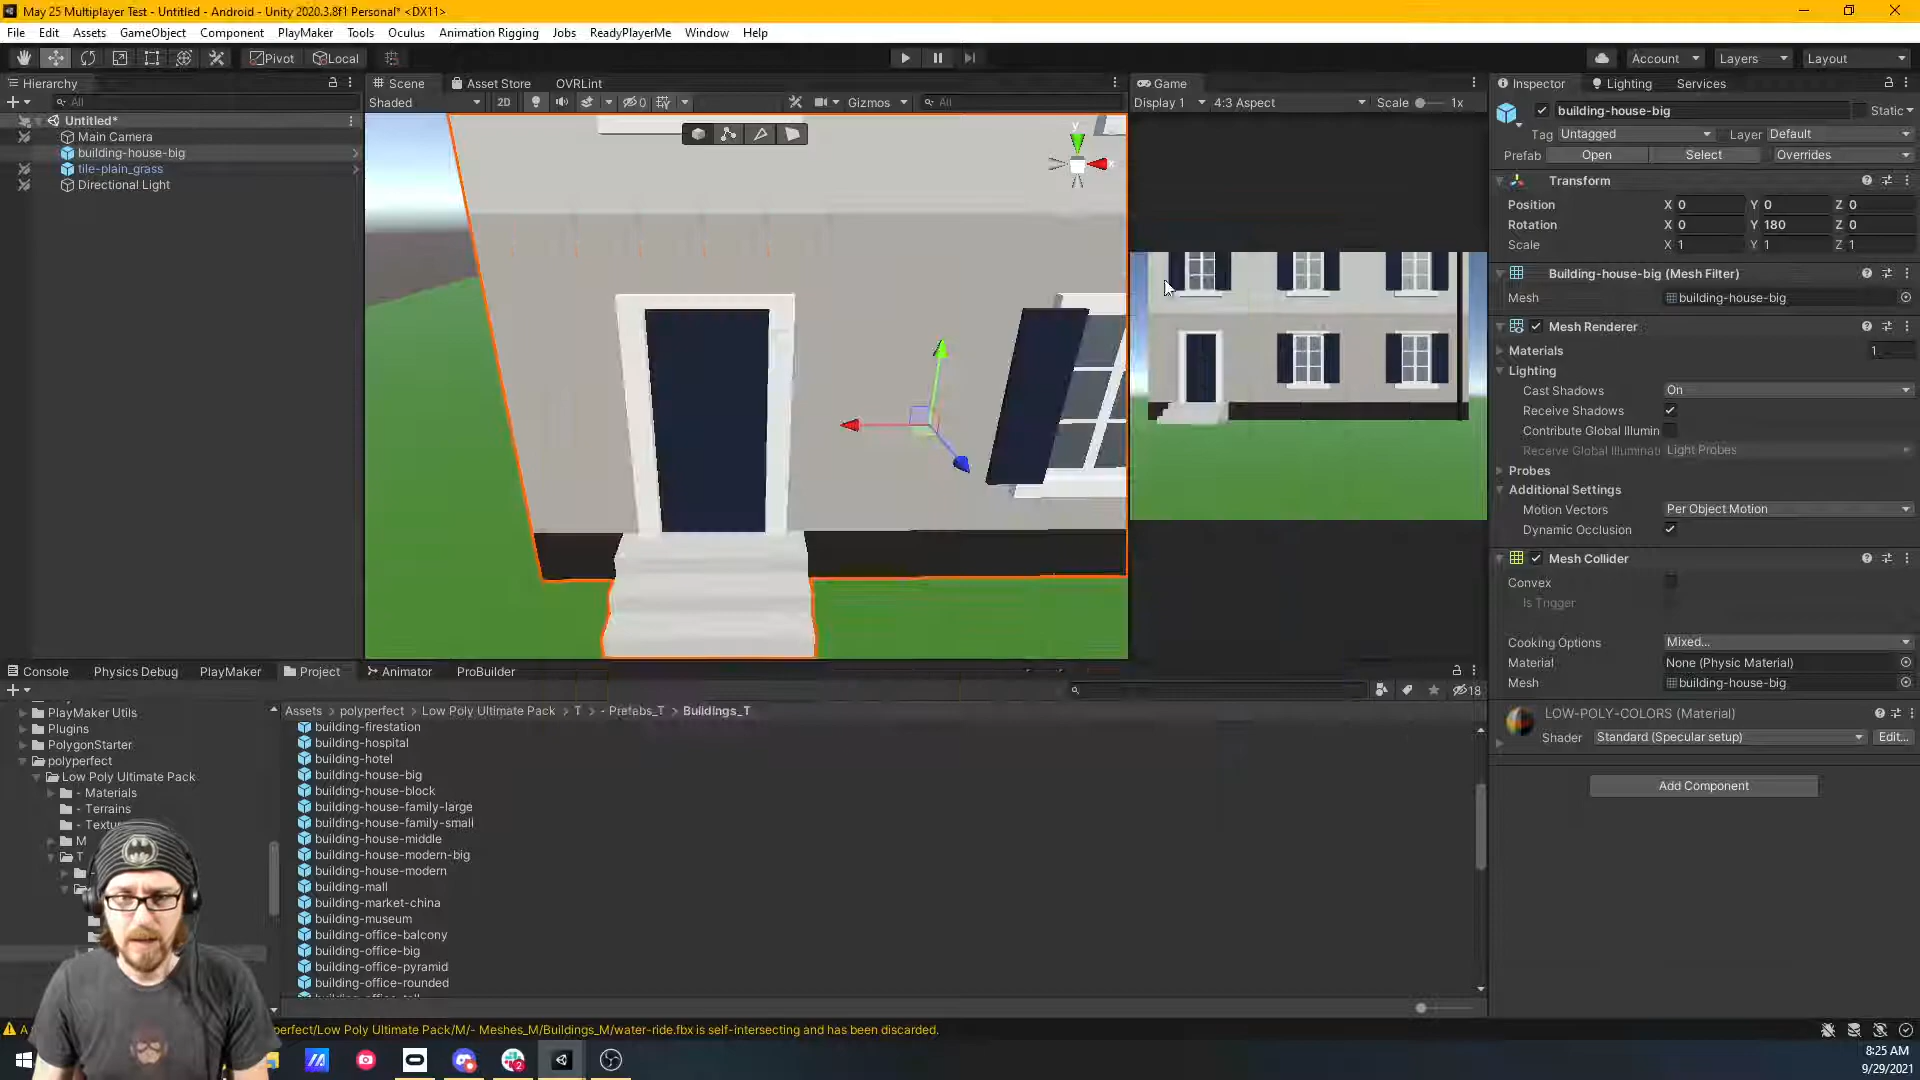 May 25 Multiplayer Test - Untitled - Android - Unity 2020.3.8f1 Personal* <DX11>
File Edit Assets GameObject Component PlayMaker Tools Oculus Animation Rigging Jobs ReadyPlayerMe Window Help
Pivot Local Account Layers Layout
Hierarchy Scene Asset Store OVRLint Game Inspector Lighting Services
All Shaded 2D 0 Gizmos All Display 1 4:3 Aspect Scale 1x
building-house-big Static
Untitled*
Main Camera
building-house-big
tile-plain_grass
Directional Light
y
x
Tag Untagged Layer Default
Prefab Open Select Overrides
Transform
Position X 0 Y 0 Z 0
Rotation X 0 Y 180 Z 0
Scale X 1 Y 1 Z 1
Building-house-big (Mesh Filter)
Mesh building-house-big
Mesh Renderer
Materials 1
Lighting
Cast Shadows On
Receive Shadows
Contribute Global Illumin
Receive Global Illuminati Light Probes
Probes
Additional Settings
Motion Vectors Per Object Motion
Dynamic Occlusion
Mesh Collider
Convex
Is Trigger
Cooking Options Mixed...
Material None (Physic Material)
Mesh building-house-big
LOW-POLY-COLORS (Material)
Shader Standard (Specular setup) Edit...
Add Component
Console Physics Debug PlayMaker Project Animator ProBuilder
18
PlayMaker Utils
Plugins
PolygonStarter
polyperfect
Low Poly Ultimate Pack
- Materials
- Terrains
- Textur
M
T
Assets > polyperfect > Low Poly Ultimate Pack > T > - Prefabs_T > Buildings_T
building-firestation
building-hospital
building-hotel
building-house-big
building-house-block
building-house-family-large
building-house-family-small
building-house-middle
building-house-modern-big
building-house-modern
building-mall
building-market-china
building-museum
building-office-balcony
building-office-big
building-office-pyramid
building-office-rounded
perfect/Low Poly Ultimate Pack/M/- Meshes_M/Buildings_M/water-ride.fbx is self-intersecting and has been discarded.
2
8:25 AM
9/29/2021